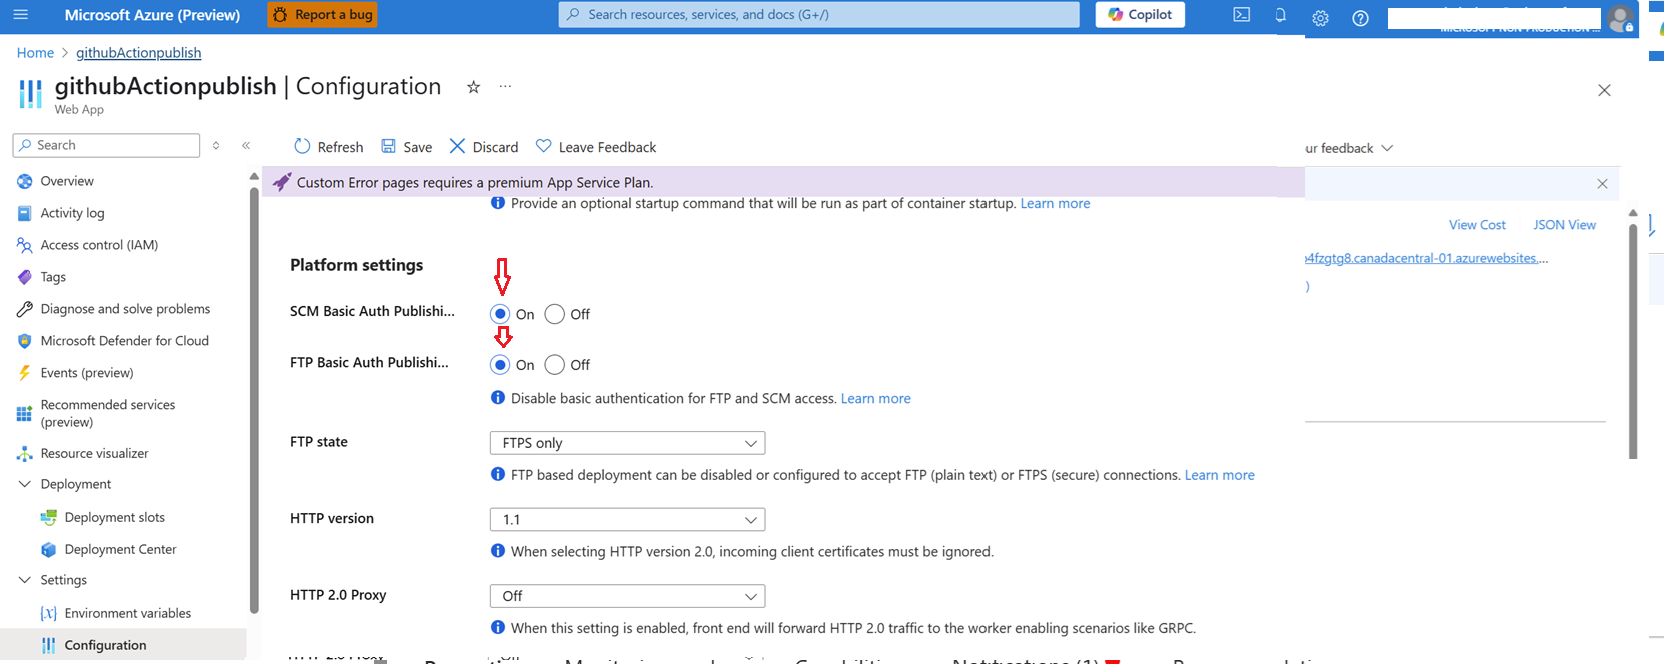 Microsoft Azure (Preview)
Report a bug
Search resources, services, and docs (G+/)
Copilot
Home > githubActionpublish
githubActionpublish | Configuration
Web App
Search
Refresh
Save
Discard
Leave Feedback
ur feedback
Custom Error pages requires a premium App Service Plan.
Provide an optional startup command that will be run as part of container startup. Learn more
View Cost
JSON View
4fzgtg8.canadacentral-01.azurewebsites....
)
Overview
Activity log
Access control (IAM)
Tags
Diagnose and solve problems
Microsoft Defender for Cloud
Events (preview)
Recommended services
(preview)
Resource visualizer
Deployment
Deployment slots
Deployment Center
Settings
Environment variables
Configuration
Platform settings
SCM Basic Auth Publishi...
On
Off
FTP Basic Auth Publishi...
On
Off
Disable basic authentication for FTP and SCM access. Learn more
FTP state
FTPS only
FTP based deployment can be disabled or configured to accept FTP (plain text) or FTPS (secure) connections. Learn more
HTTP version
1.1
When selecting HTTP version 2.0, incoming client certificates must be ignored.
HTTP 2.0 Proxy
Off
When this setting is enabled, front end will forward HTTP 2.0 traffic to the worker enabling scenarios like GRPC.
Notifications (1)